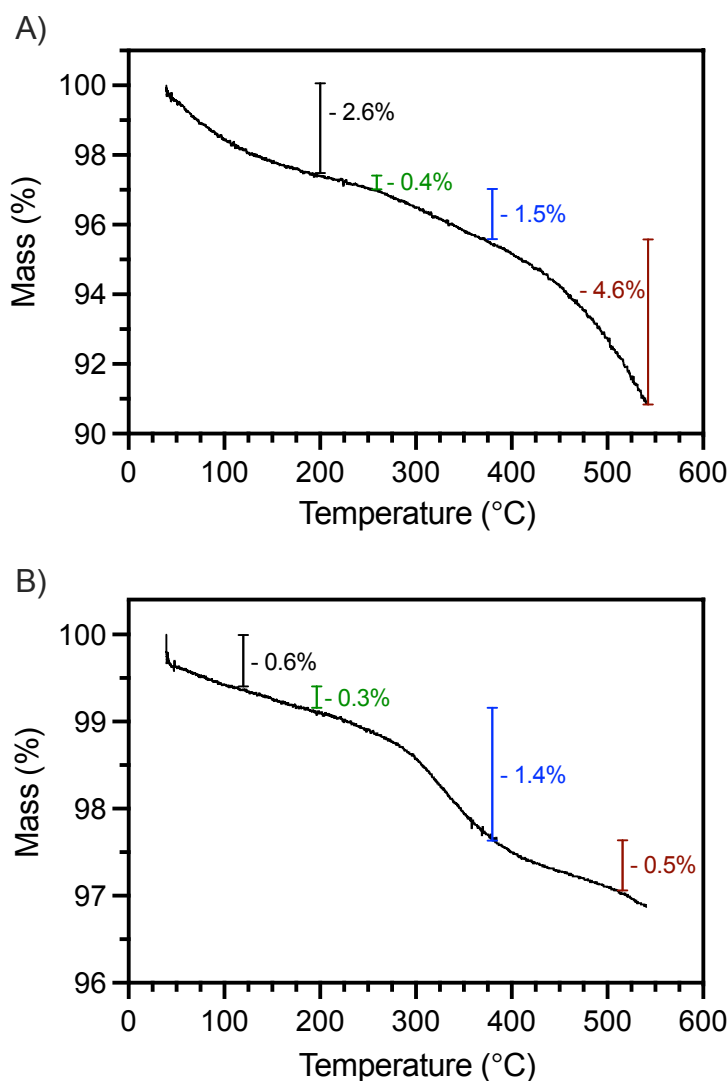 A)
Mass (%)
100
98
96
94
92
90
- 2.6%
- 0.4%
- 1.5%
- 4.6%
0 100 200 300 400 500 600
Temperature (°C)
B)
Mass (%)
100
99
98
97
96
- 0.6%
- 0.3%
- 1.4%
- 0.5%
0 100 200 300 400 500 600
Temperature (°C)